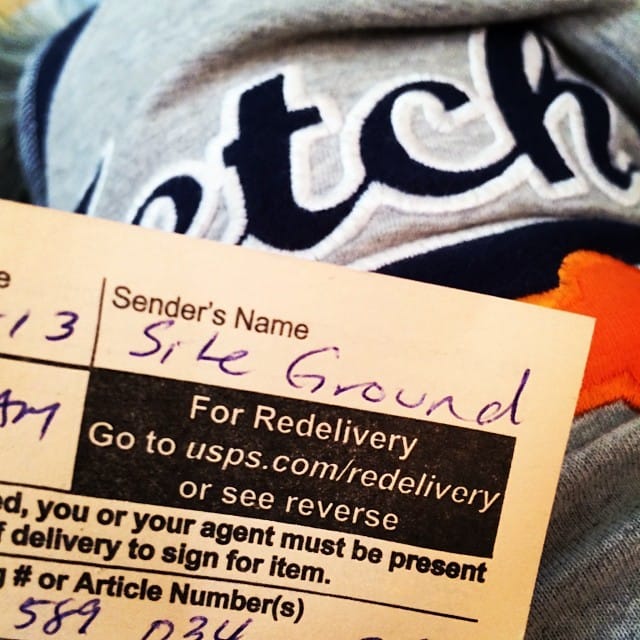 etch
e
Sender's Name
-13
Site Ground
AM
For Redelivery
Go to usps.com/redelivery
or see reverse
ed, you or your agent must be present
f delivery to sign for item.
g # or Article Number(s)
589 034